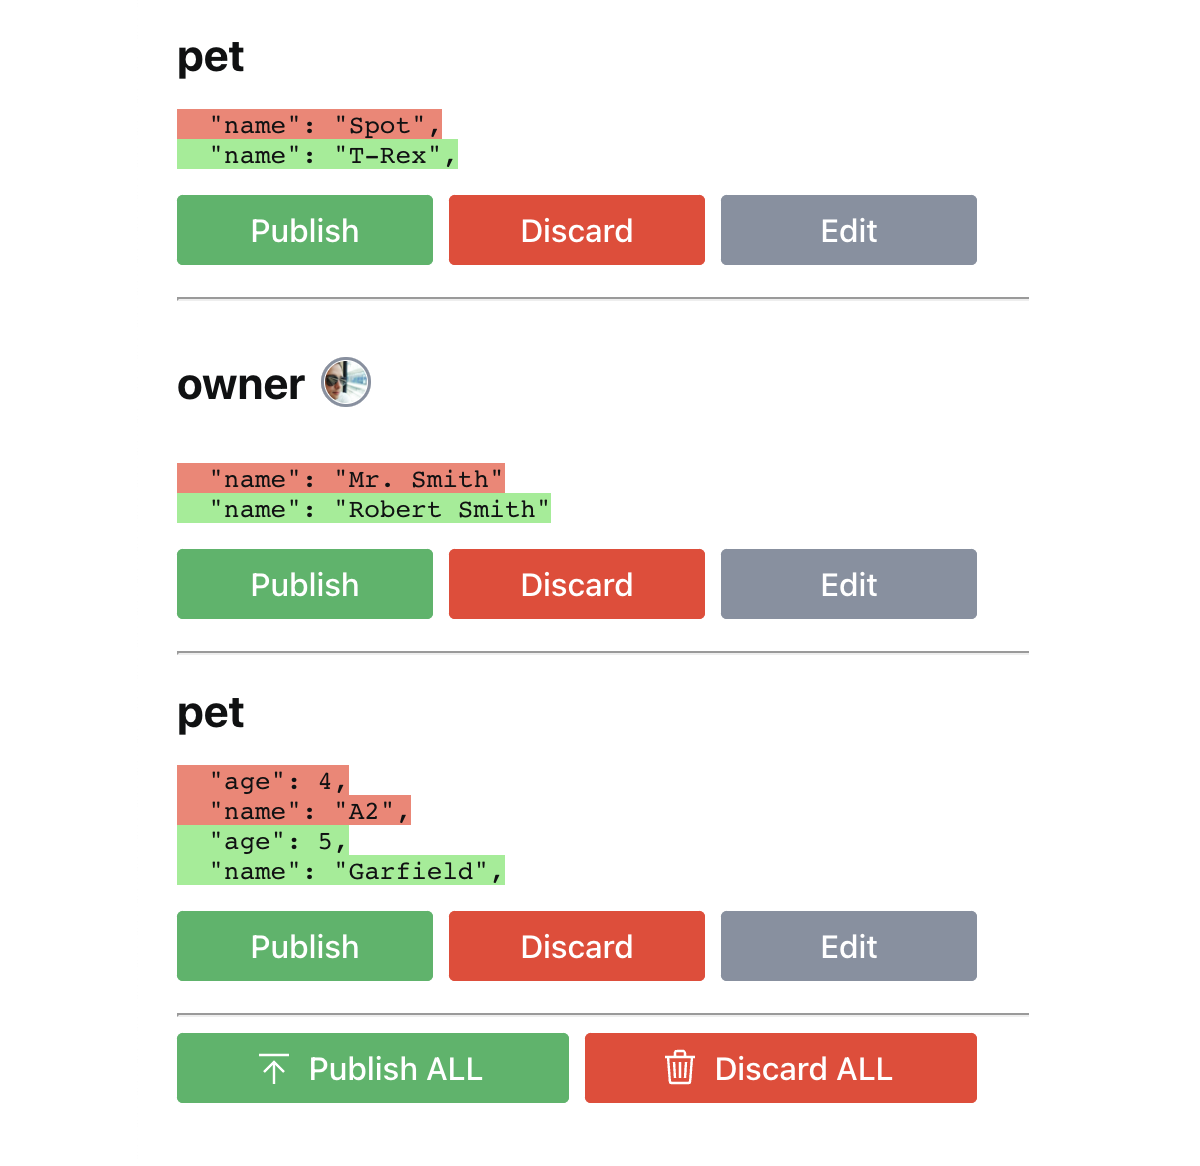 pet
"name": "Spot",
"name": "T-Rex",
Publish Discard Edit
owner
"name": "Mr. Smith"
"name": "Robert Smith"
Publish Discard Edit
pet
"age": 4,
"name": "A2",
"age": 5,
"name": "Garfield",
Publish Discard Edit
Publish ALL Discard ALL